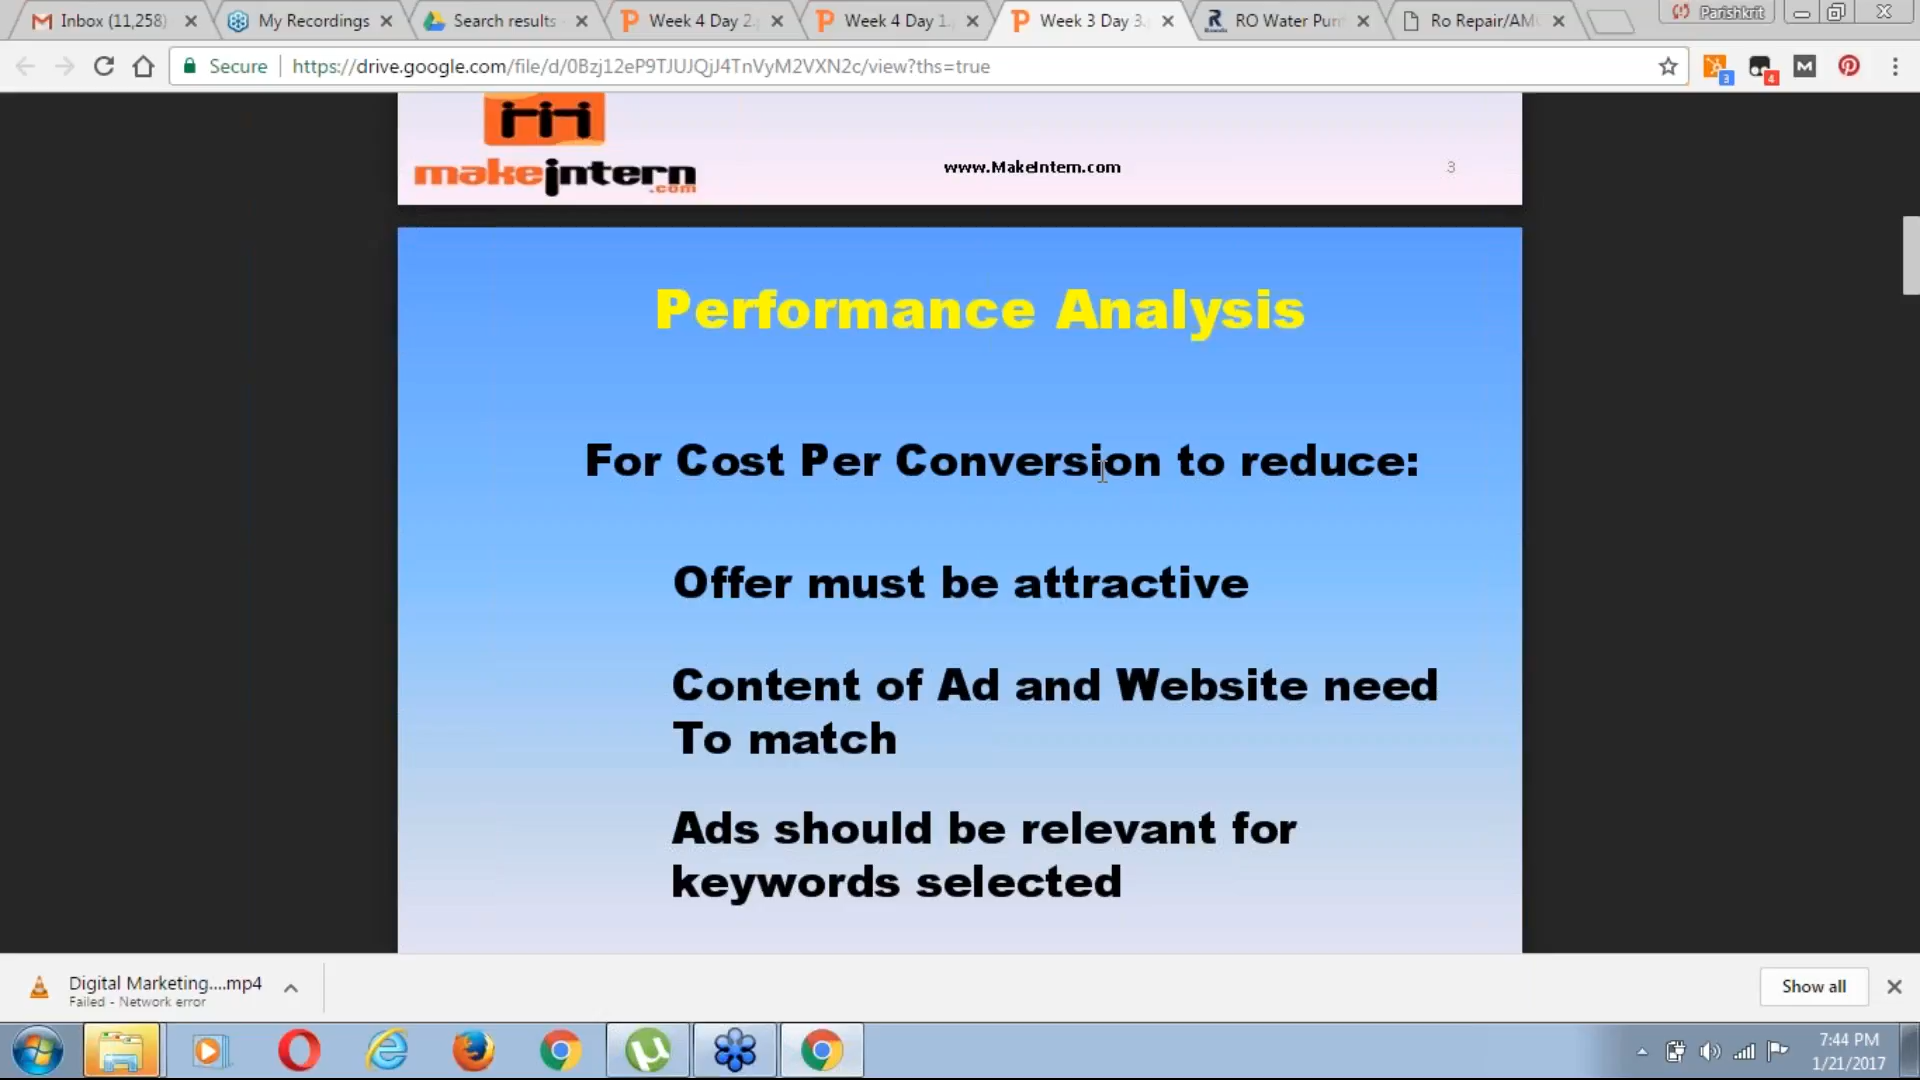 Inbox (11,258)
My Recordings
Search results
Week 4 Day 2.
Week 4 Day 1.
Week 3 Day 3.
RO Water Puri
Ro Repair/AM
Parishkrit
Secure
https://drive.google.com/file/d/0Bzj12eP9TJUJQjJ4TnVyM2VXN2c/view?ths=true
3
4
makeintern
.com
www.MakeIntern.com
3
Performance Analysis
For Cost Per Conversion to reduce:
Offer must be attractive
Content of Ad and Website need
To match
Ads should be relevant for
keywords selected
Digital Marketing....mp4
Failed - Network error
Show all
7:44 PM
1/21/2017